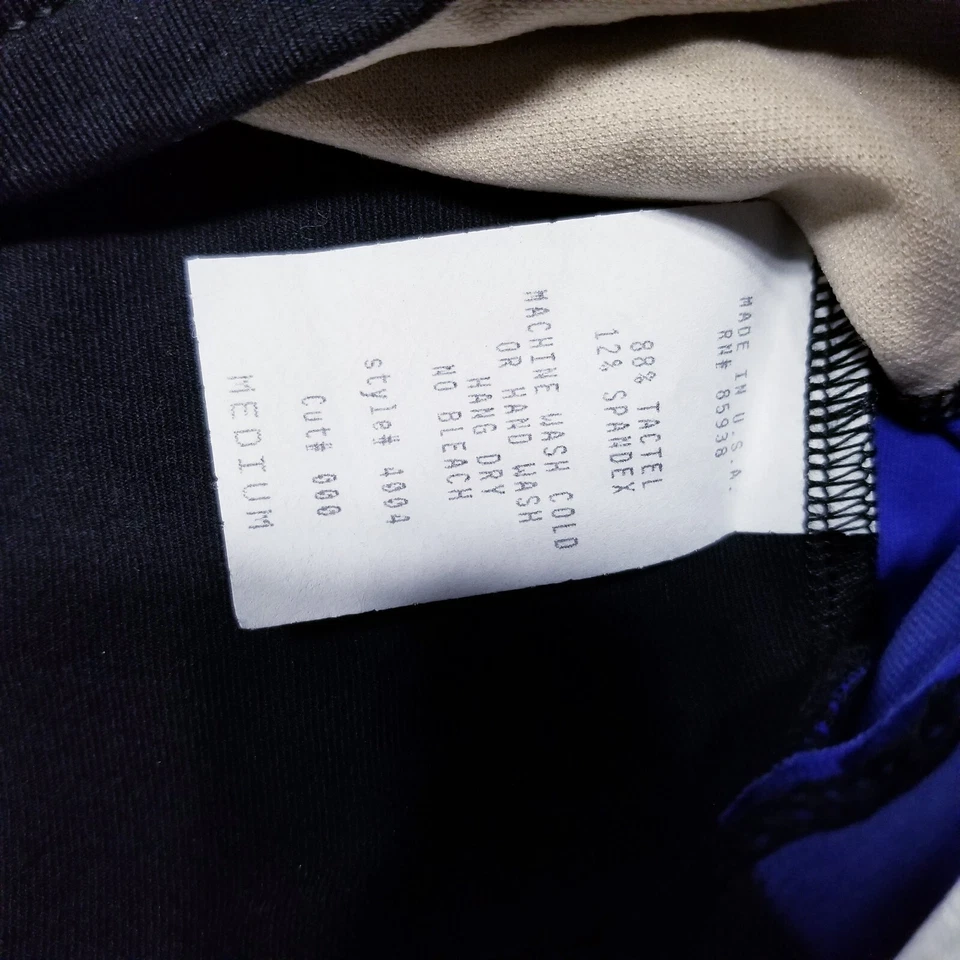 MADE IN U.S.A.
RN# 85938
88% TACTEL
12% SPANDEX
MACHINE WASH COLD
OR HAND WASH
HANG DRY
NO BLEACH
style# 4004
Cut# 000
MEDIUM